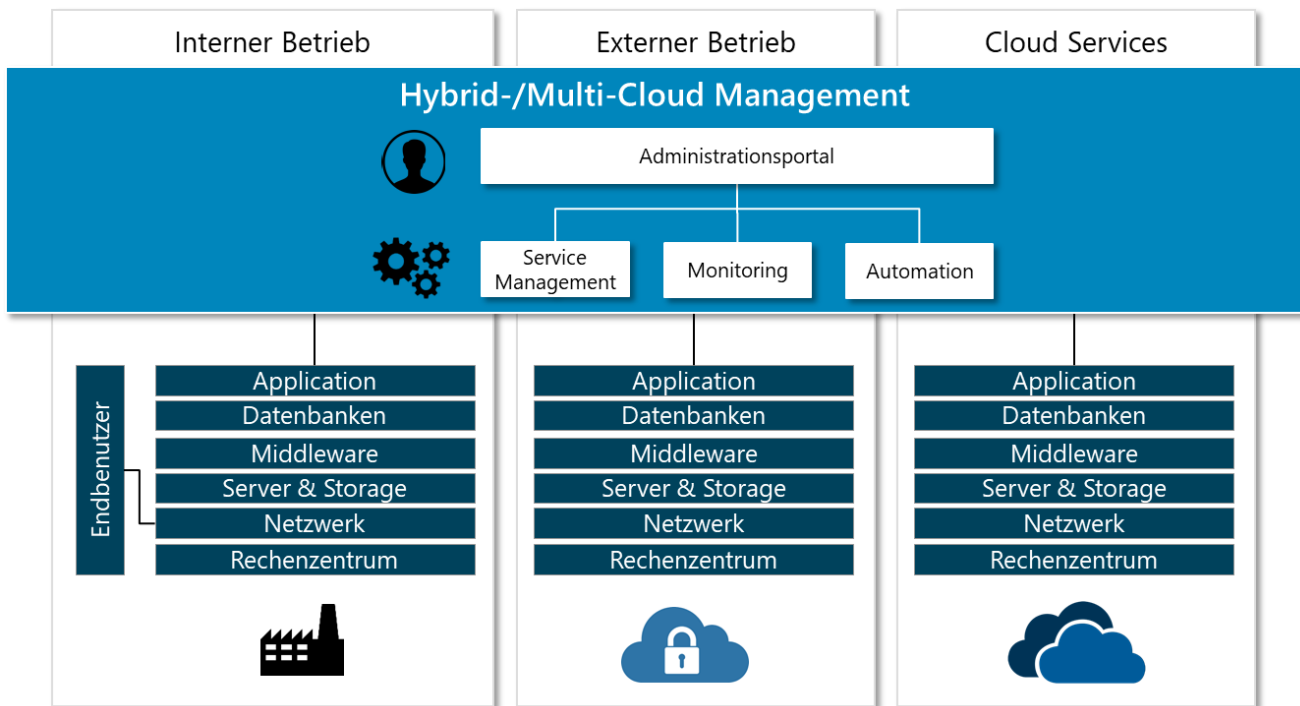 Interner Betrieb
Externer Betrieb
Cloud Services
Hybrid-/Multi-Cloud Management
Administrationsportal
Service
Management
Monitoring
Automation
Endbenutzer
Application
Datenbanken
Middleware
Server & Storage
Netzwerk
Rechenzentrum
Application
Datenbanken
Middleware
Server & Storage
Netzwerk
Rechenzentrum
Application
Datenbanken
Middleware
Server & Storage
Netzwerk
Rechenzentrum